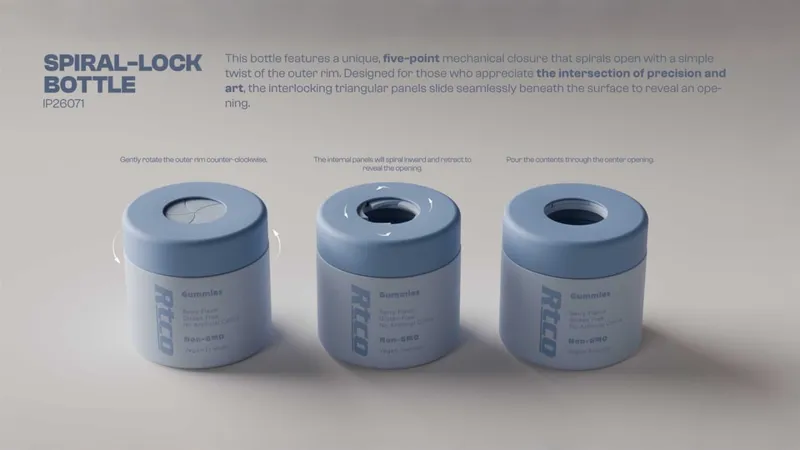 SPIRAL-LOCK
BOTTLE
IP26071
This bottle features a unique, five-point mechanical closure that spirals open with a simple
twist of the outer rim. Designed for those who appreciate the intersection of precision and
art, the interlocking triangular panels slide seamlessly beneath the surface to reveal an ope-
ning.
Gently rotate the outer rim counter-clockwise.
The internal panels will spiral inward and retract to
reveal the opening.
Pour the contents through the center opening.
Rtco
Gummies
Non-GMO
Rtco
Gummies
Non-GMO
Rtco
Gummies
Non-GMO